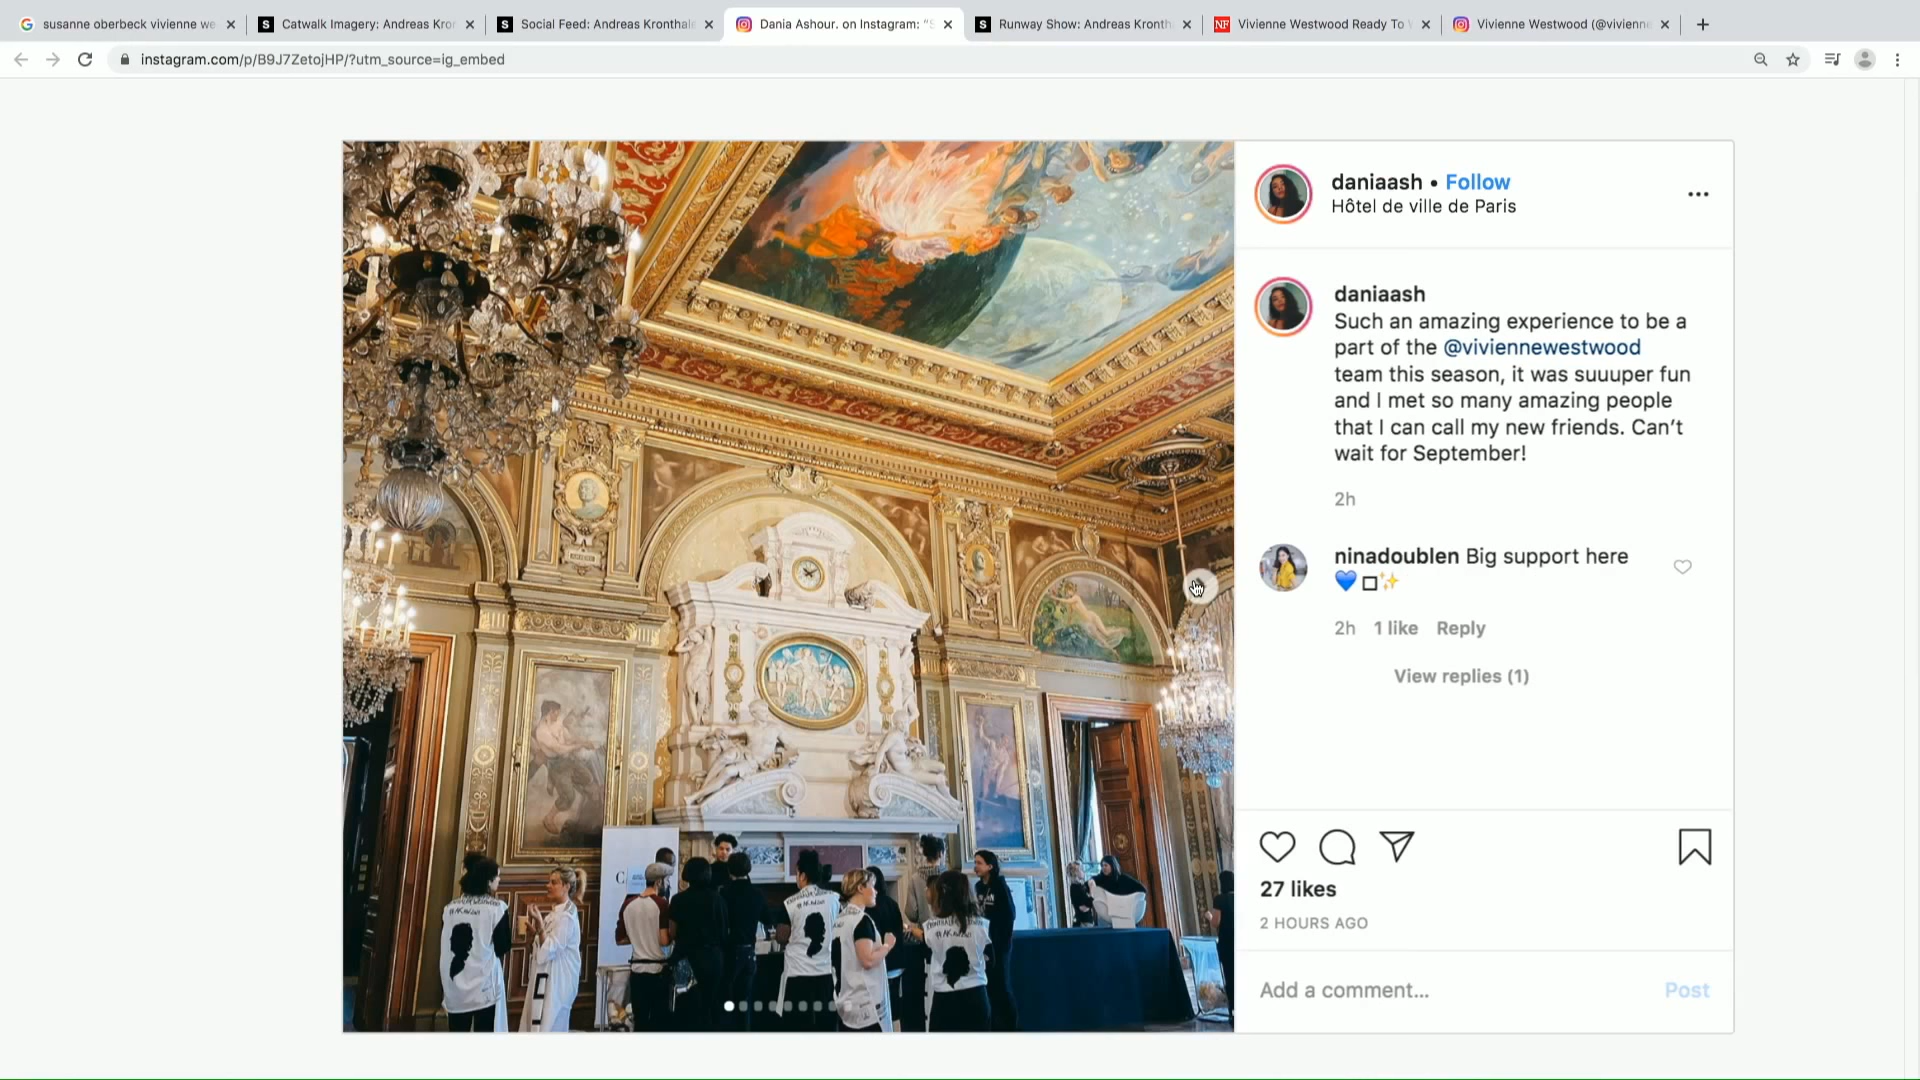 susanne oberbeck vivienne we
Catwalk Imagery: Andreas Kron
Social Feed: Andreas Kronthale
Dania Ashour. on Instagram: "S
Runway Show: Andreas Kronth
Vivienne Westwood Ready To W
Vivienne Westwood (@vivienne
instagram.com/p/B9J7ZetojHP/?utm_source=ig_embed
daniaash • Follow
Hôtel de ville de Paris
daniaash
Such an amazing experience to be a
part of the @viviennewestwood
team this season, it was suuuper fun
and I met so many amazing people
that I can call my new friends. Can't
wait for September!
2h
ninadoublen Big support here
💙□✨
2h 1 like Reply
View replies (1)
27 likes
2 HOURS AGO
Add a comment... Post